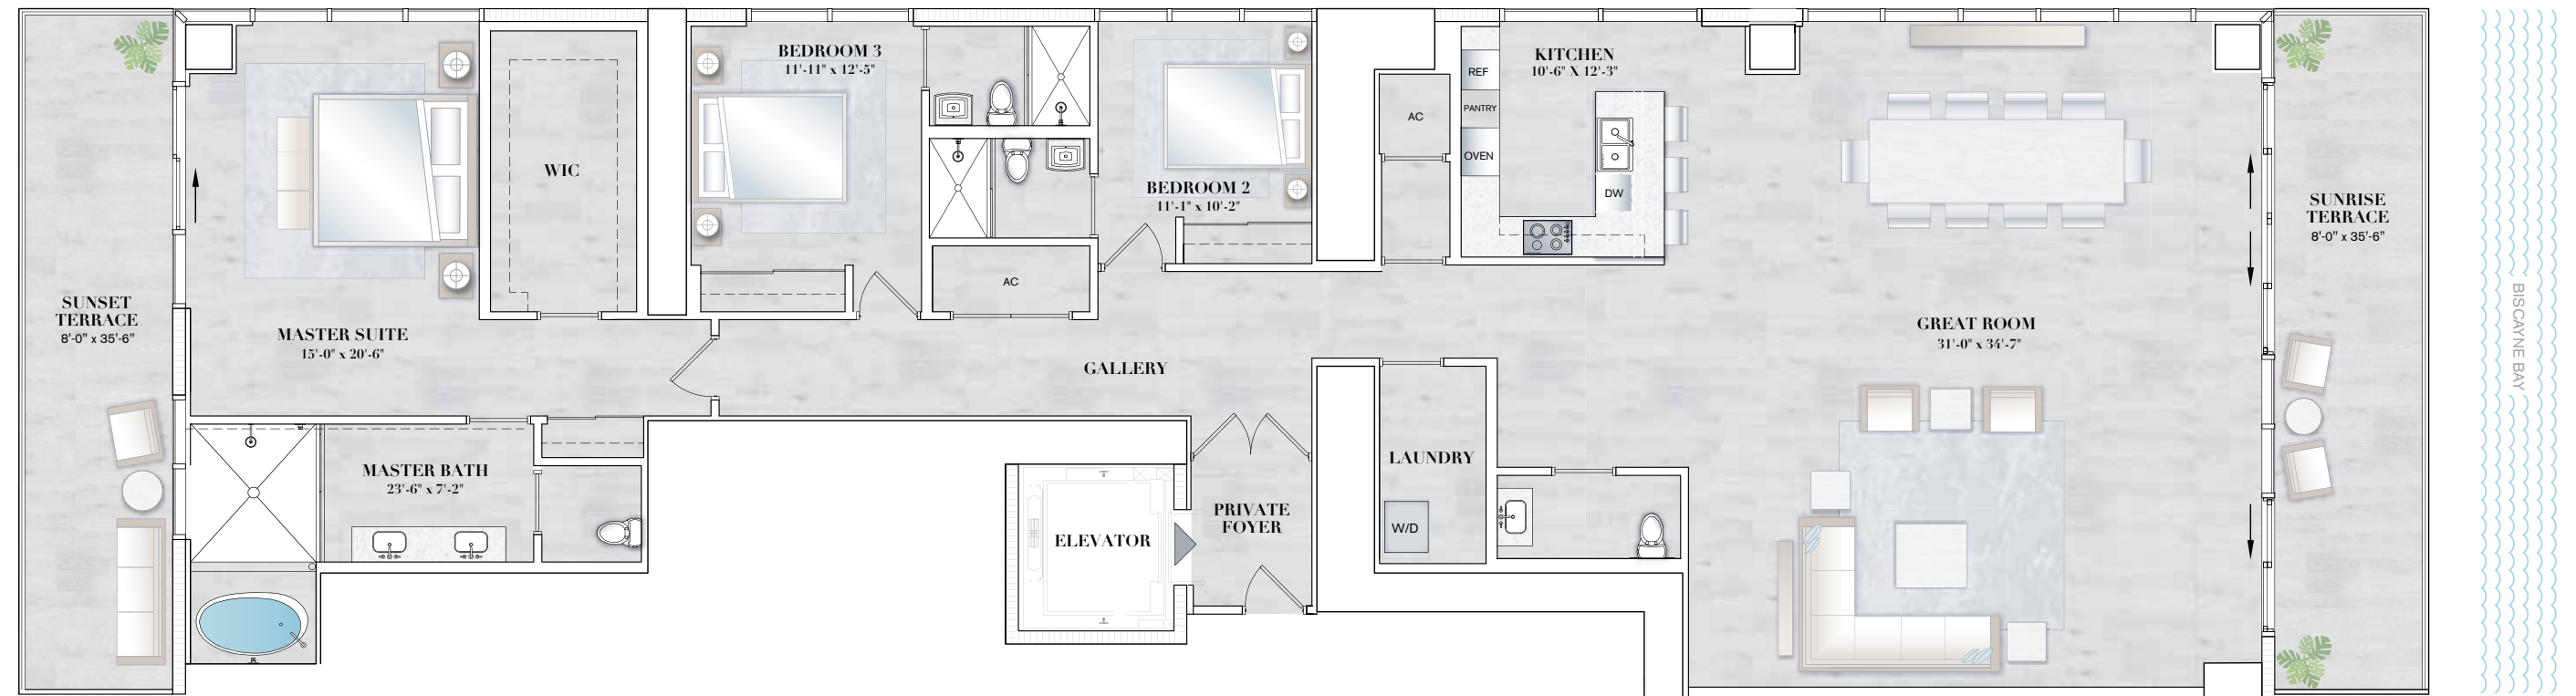 SUNSET
TERRACE
8'-0" x 35'-6"
MASTER SUITE
15'-0" x 20'-6"
WIC
MASTER BATH
23'-6" x 7'-2"
BEDROOM 3
11'-11" x 12'-5"
AC
BEDROOM 2
11'-1" x 10'-2"
GALLERY
ELEVATOR
PRIVATE
FOYER
AC
REF
PANTRY
OVEN
KITCHEN
10'-6" X 12'-3"
DW
LAUNDRY
W/D
GREAT ROOM
31'-0" x 34'-7"
SUNRISE
TERRACE
8'-0" x 35'-6"
BISCAYNE BAY